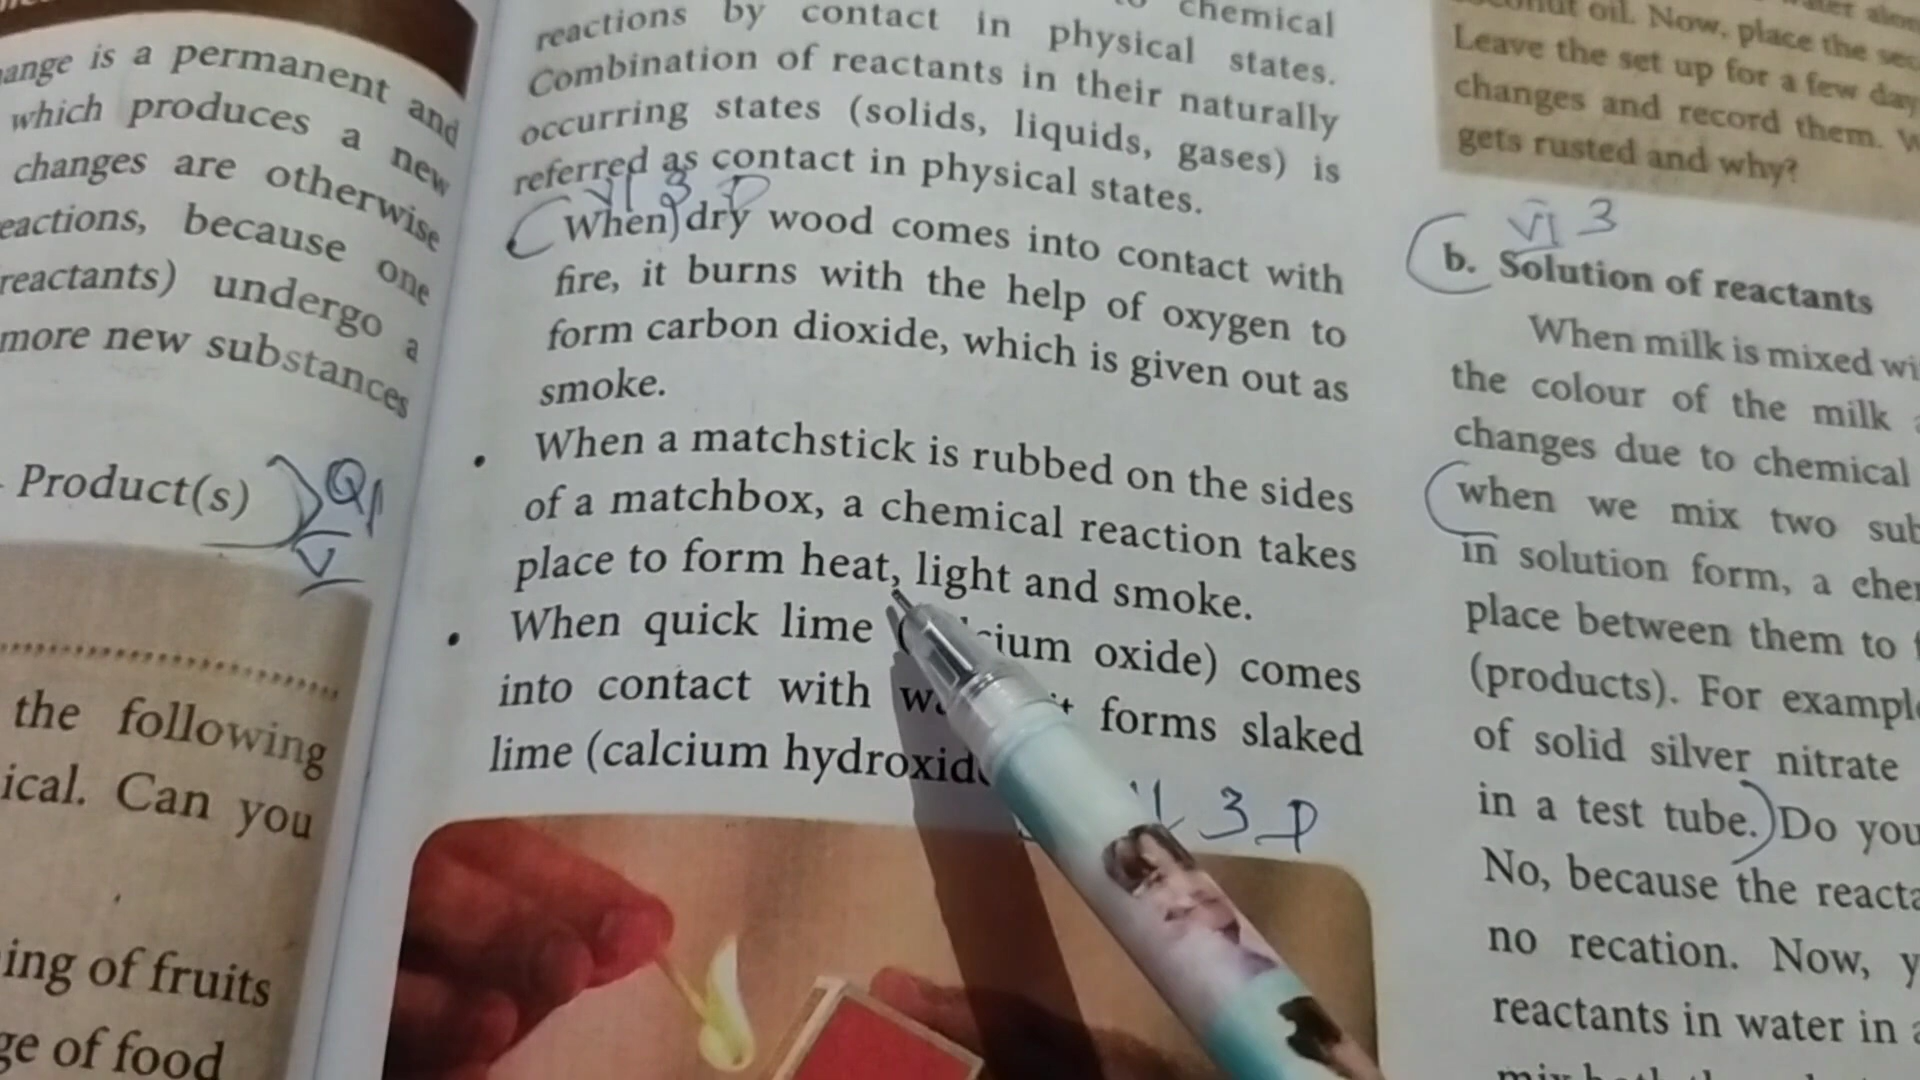 is a permanent and
which produces a new
changes are otherwise
because one
reactants) undergo a
more new substances
Product(s)
Q1
V
the following
Can you
of fruits
of food
chemical
reactions by contact in physical states.
Combination of reactants in their naturally
occurring states (solids, liquids, gases) is
referred as contact in physical states.
VI 3 D
When dry wood comes into contact with
fire, it burns with the help of oxygen to
form carbon dioxide, which is given out as
smoke.
• When a matchstick is rubbed on the sides
of a matchbox, a chemical reaction takes
place to form heat, light and smoke.
• When quick lime oxide) comes
into contact with forms slaked
lime (calcium
3 D
oil. Now, place the
Leave the set up for a few
changes and record them.
gets rusted and why?
VI 3
b. Solution of reactants
When milk is mixed
the colour of the milk
changes due to chemical
when we mix two
in solution form, a
place between them to
(products). For
of solid silver nitrate
in a test tube. Do you
No, because the
no recation. Now,
reactants in water in